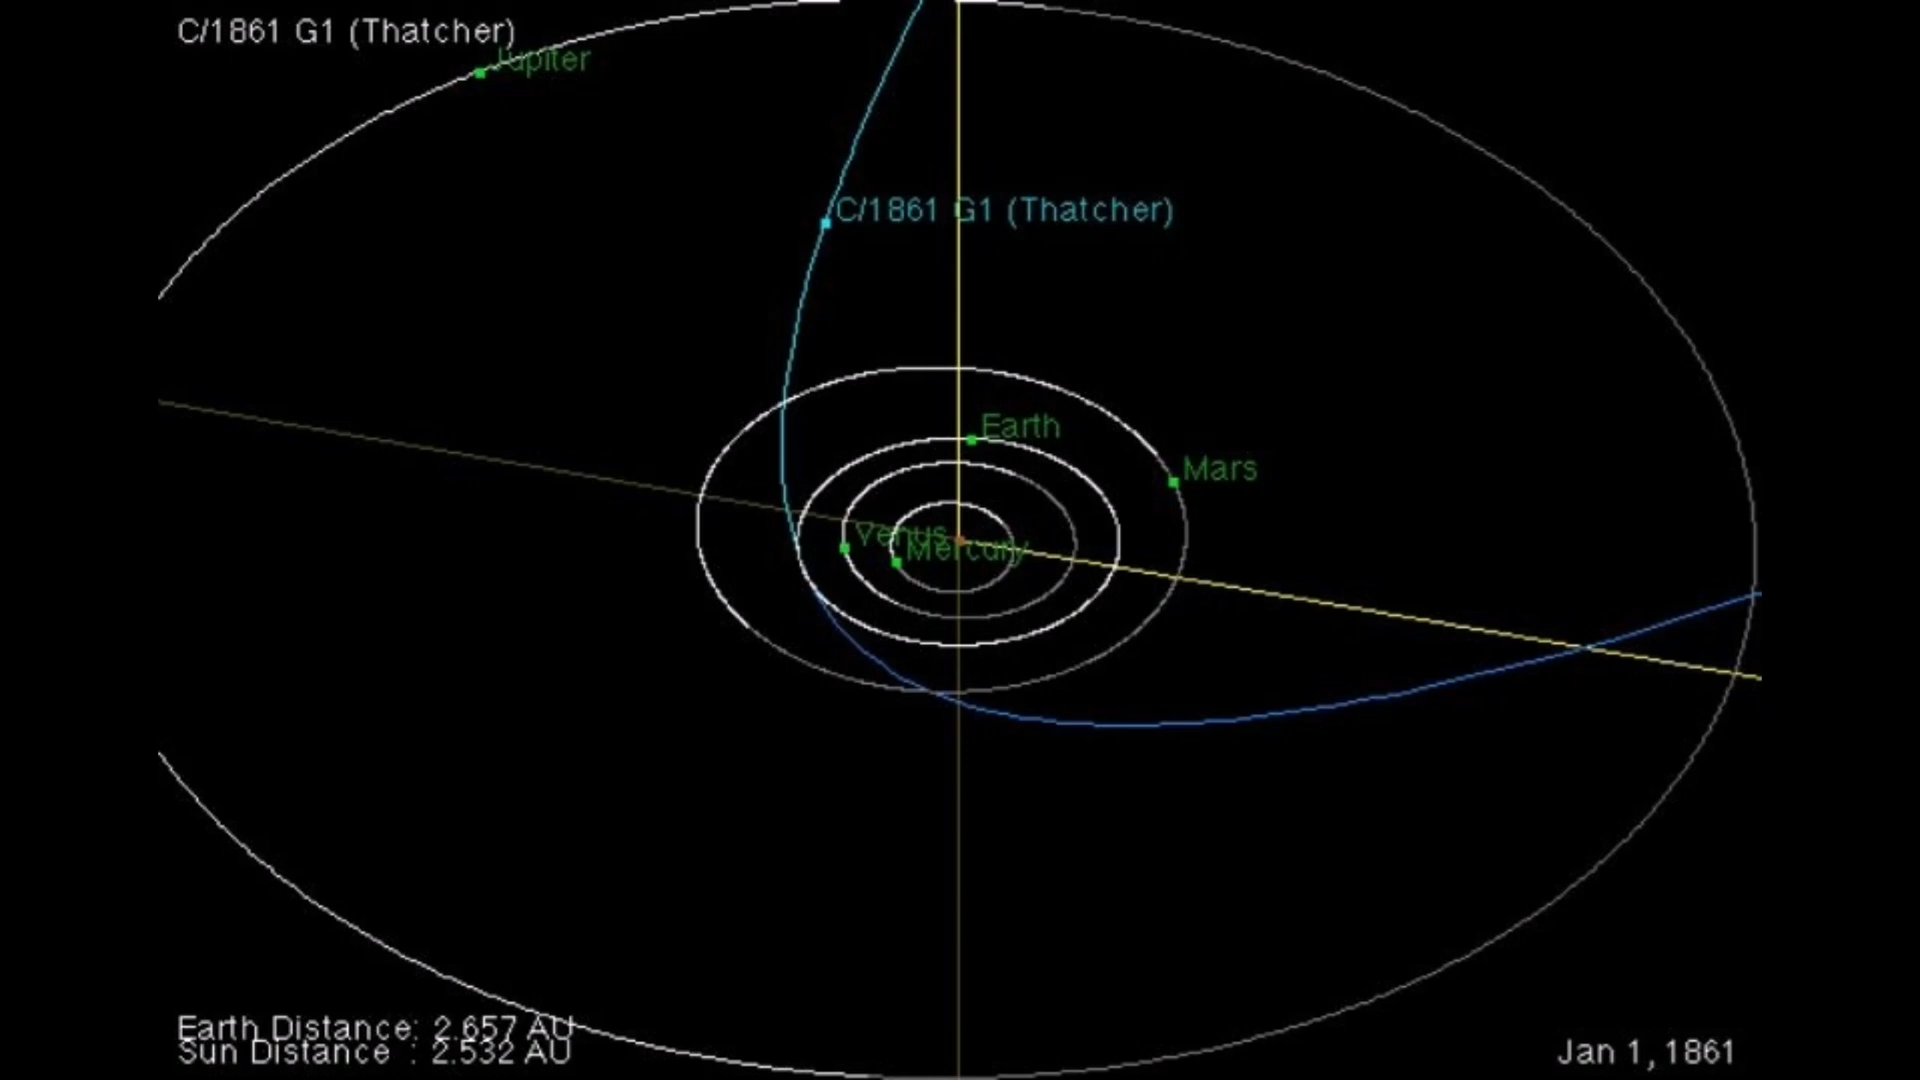 C/1861 G1 (Thatcher)
Jupiter
C/1861 G1 (Thatcher)
Earth
Mars
Venus
Mercury
Earth Distance: 2.657 AU
Sun Distance : 2.532 AU
Jan 1, 1861